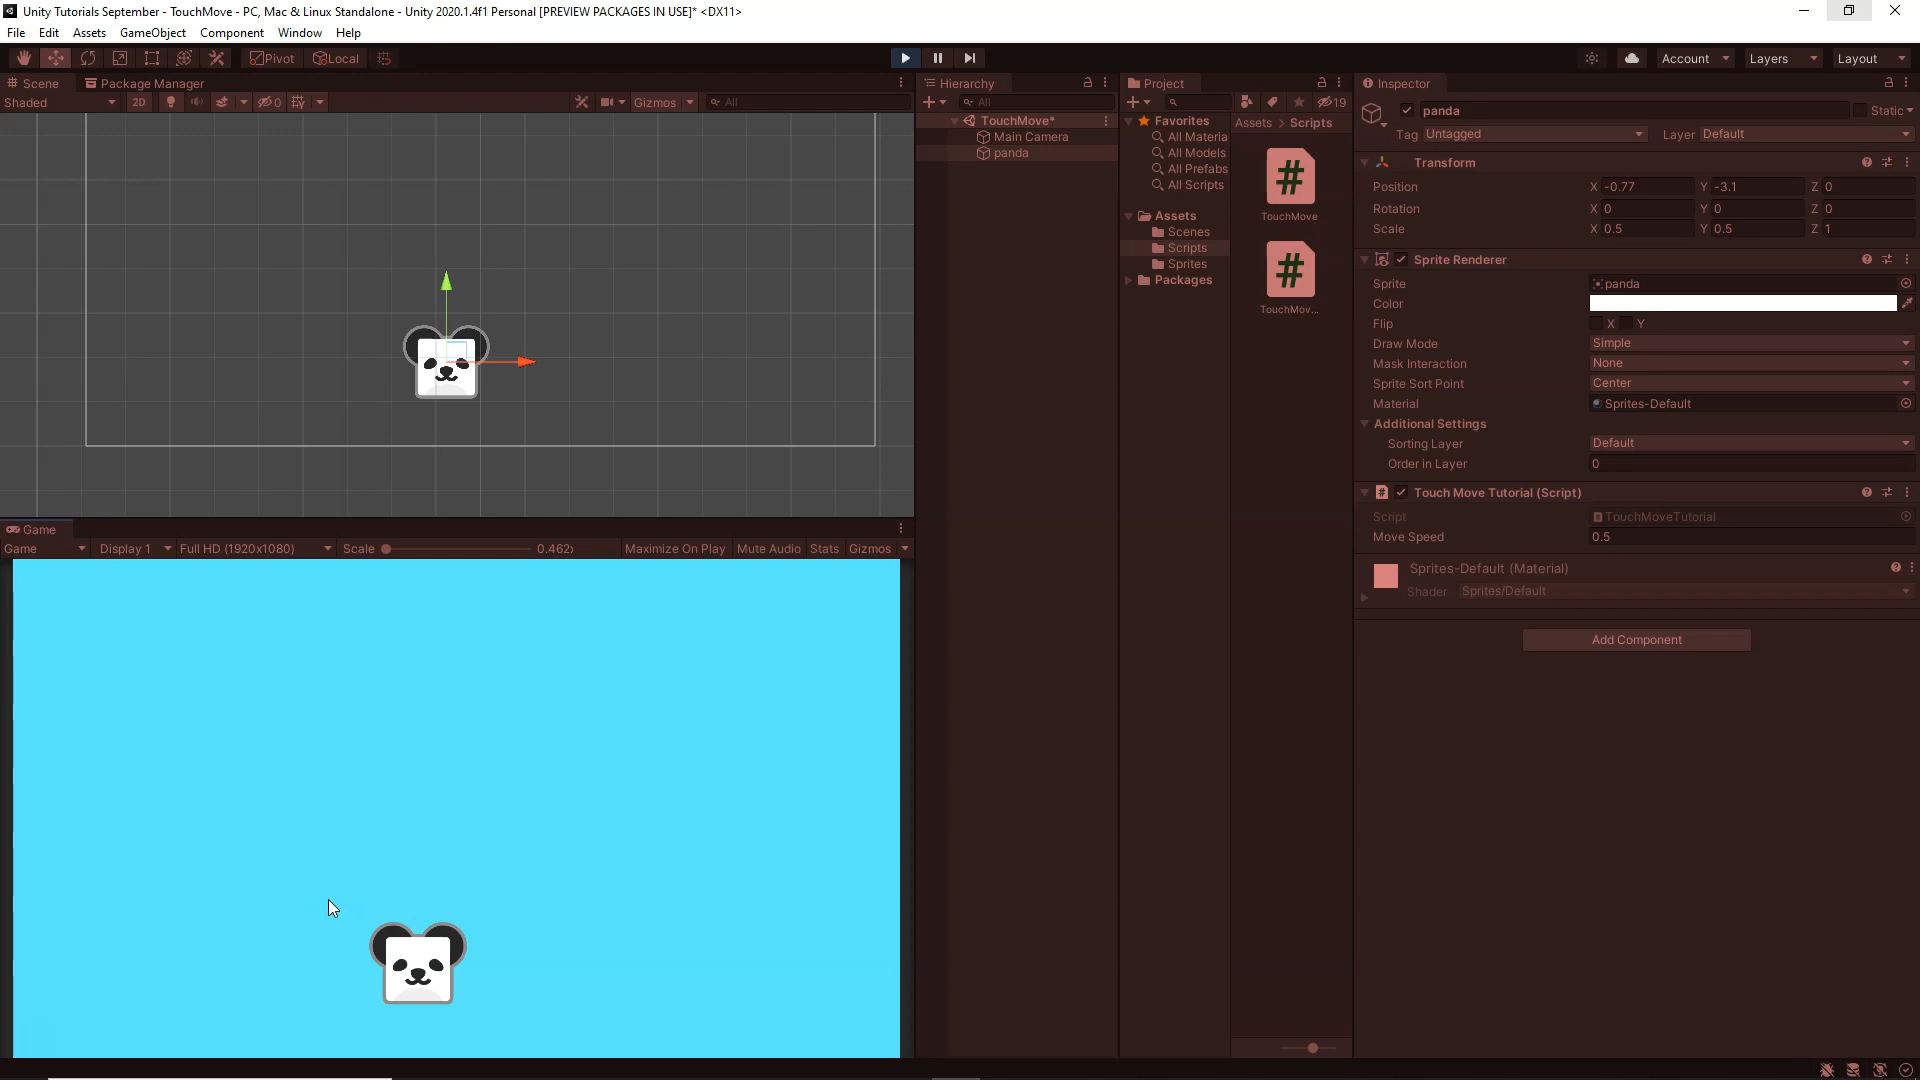 Unity Tutorials September - TouchMove - PC, Mac & Linux Standalone - Unity 2020.1.4f1 Personal [PREVIEW PACKAGES IN USE]* <DX11>
File Edit Assets GameObject Component Window Help
Pivot Local Account Layers Layout
Scene Package Manager
Shaded 2D 0 Gizmos All
Hierarchy
All
TouchMove*
Main Camera
panda
Project
19
Favorites
All Materia
All Models
All Prefabs
All Scripts
Assets
Scenes
Scripts
Sprites
Packages
Assets > Scripts
TouchMove
TouchMov...
Inspector
panda Static
Tag Untagged Layer Default
Transform
Position X -0.77 Y -3.1 Z 0
Rotation X 0 Y 0 Z 0
Scale X 0.5 Y 0.5 Z 1
Sprite Renderer
Sprite panda
Color
Flip X Y
Draw Mode Simple
Mask Interaction None
Sprite Sort Point Center
Material Sprites-Default
Additional Settings
Sorting Layer Default
Order in Layer 0
# Touch Move Tutorial (Script)
Script TouchMoveTutorial
Move Speed 0.5
Sprites-Default (Material)
Shader Sprites/Default
Add Component
Game
Game Display 1 Full HD (1920x1080) Scale 0.462x Maximize On Play Mute Audio Stats Gizmos